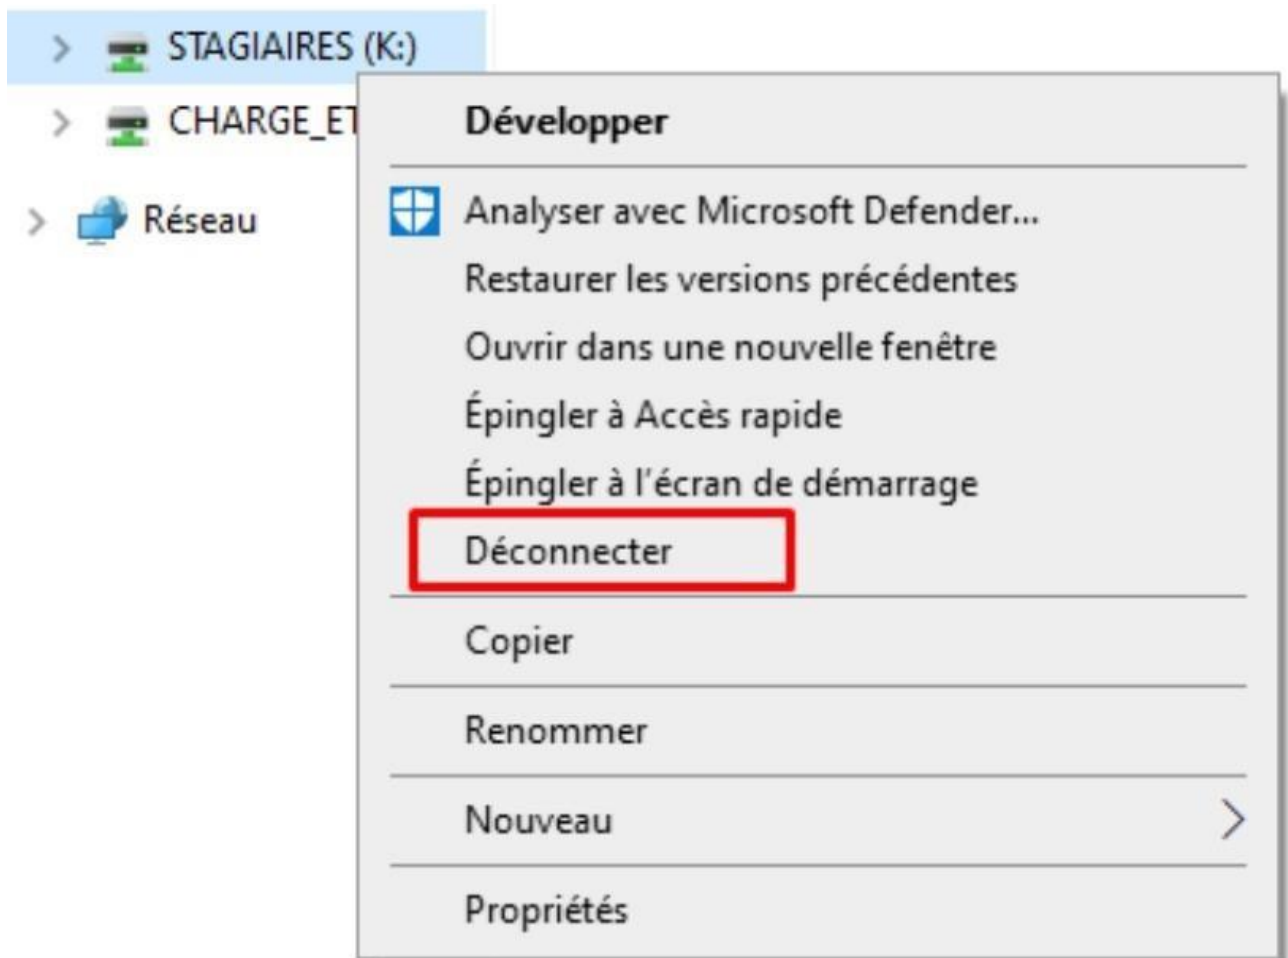 STAGIAIRES (K:)
CHARGE_ET
Réseau
Développer
Analyser avec Microsoft Defender...
Restaurer les versions précédentes
Ouvrir dans une nouvelle fenêtre
Épingler à Accès rapide
Épingler à l'écran de démarrage
Déconnecter
Copier
Renommer
Nouveau
Propriétés